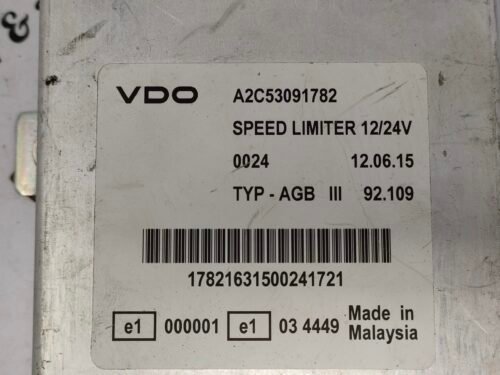 VDO A2C53091782
SPEED LIMITER 12/24V
0024 12.06.15
TYP - AGB III 92.109
17821631500241721
e1 000001 e1 03 4449 Made in
Malaysia